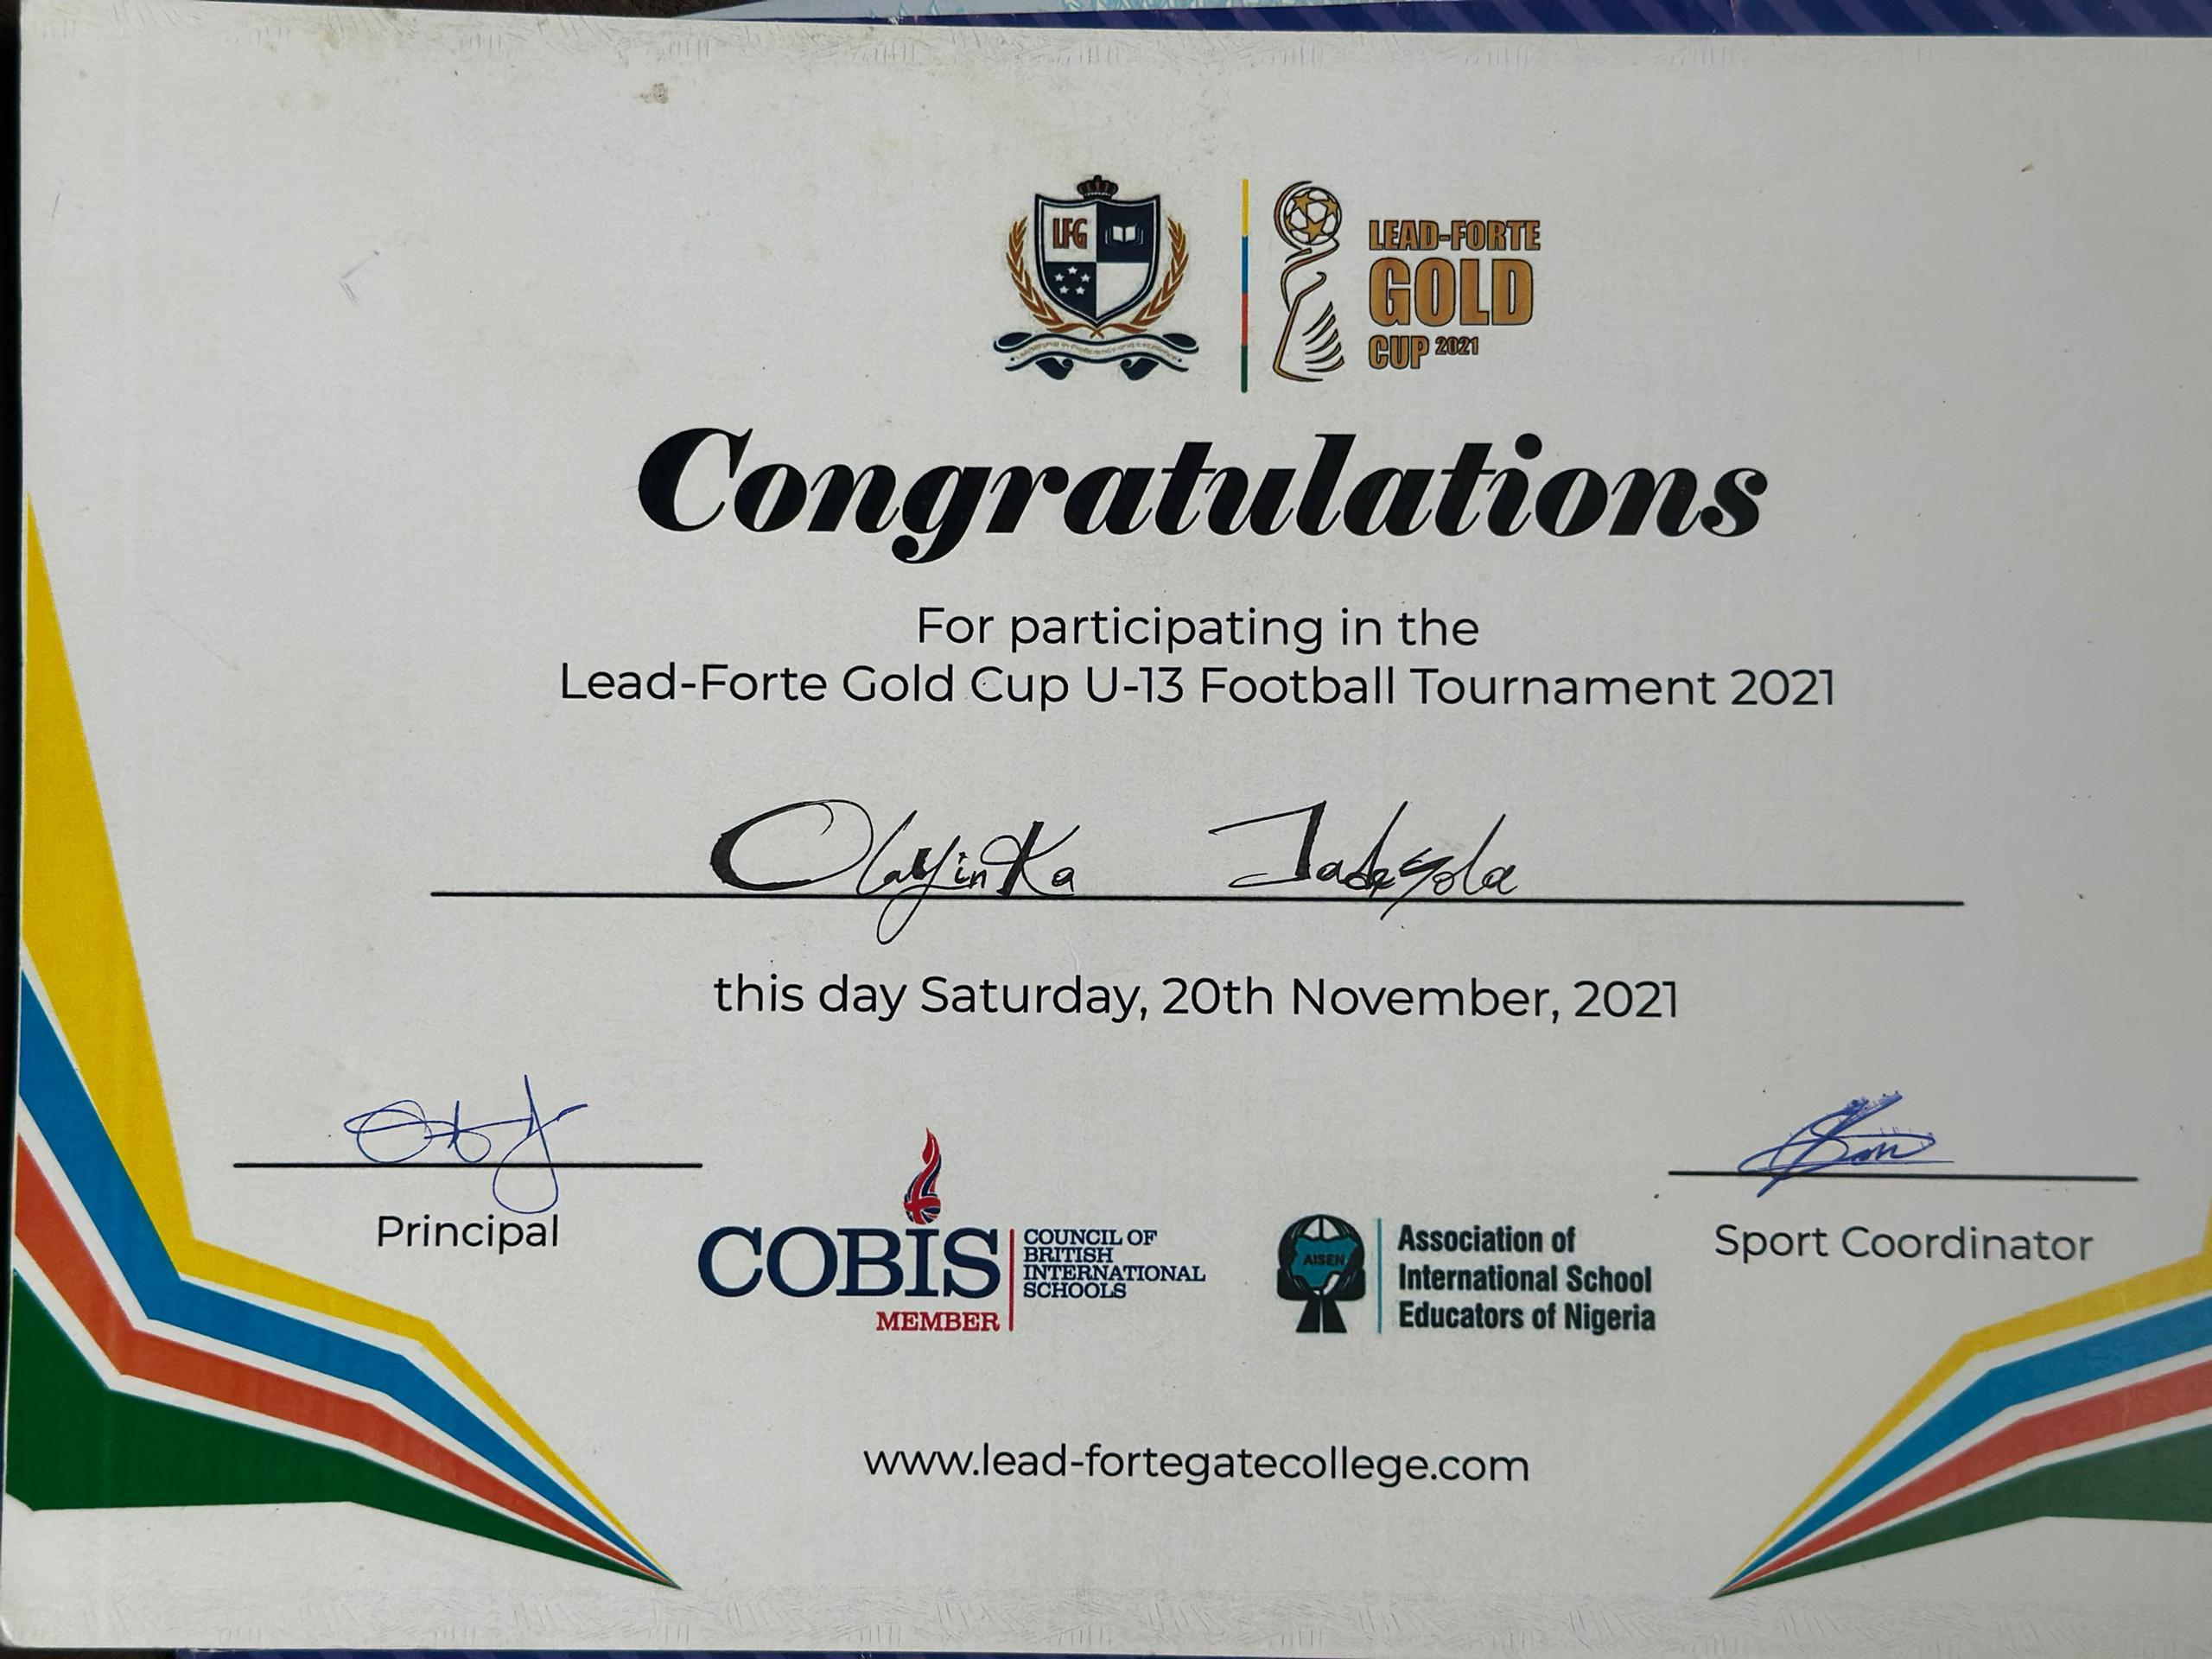 LFG
LEAD-FORTE
GOLD
CUP 2021
Congratulations
For participating in the
Lead-Forte Gold Cup U-13 Football Tournament 2021
Olayinka Jadesola
this day Saturday, 20th November, 2021
Principal
COBIS
MEMBER
COUNCIL OF
BRITISH
INTERNATIONAL
SCHOOLS
AISEN
Association of
International School
Educators of Nigeria
Sport Coordinator
www.lead-fortegatecollege.com